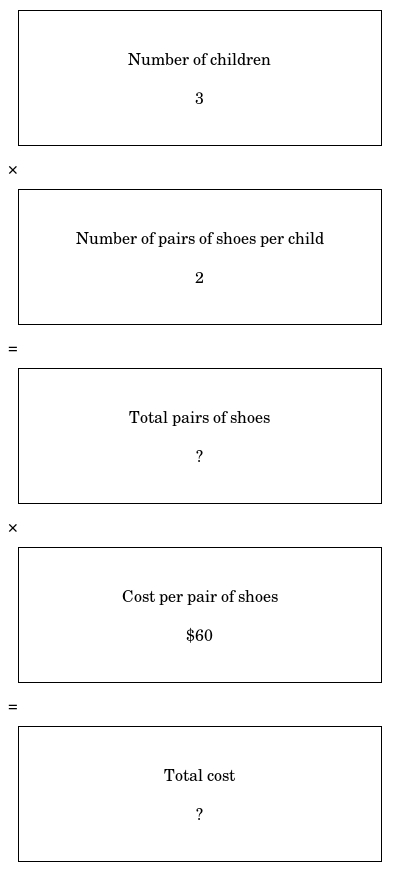 Number of children
3
×
Number of pairs of shoes per child
2
=
Total pairs of shoes
?
×
Cost per pair of shoes
$60
=
Total cost
?